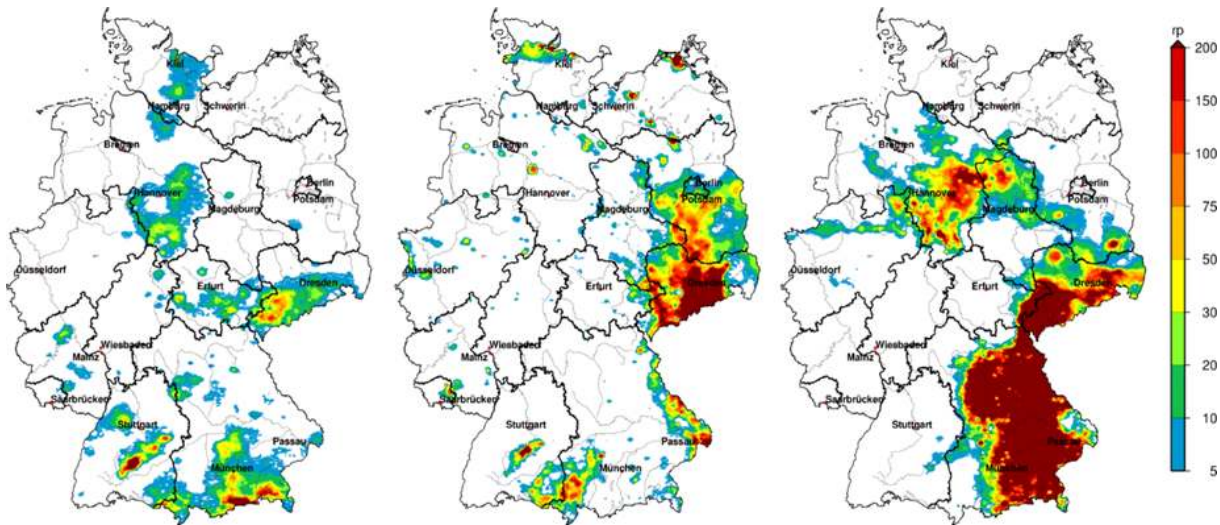 Kiel
Hamburg
Schwerin
Bremen
Hannover
Berlin
Potsdam
Magdeburg
Düsseldorf
Erfurt
Dresden
Wiesbaden
Mainz
Saarbrücken
Stuttgart
Passau
München
Kiel
Hamburg
Schwerin
Bremen
Hannover
Berlin
Potsdam
Magdeburg
Düsseldorf
Erfurt
Dresden
Wiesbaden
Mainz
Saarbrücken
Stuttgart
Passau
München
Kiel
Hamburg
Schwerin
Bremen
Hannover
Berlin
Potsdam
Magdeburg
Düsseldorf
Erfurt
Dresden
Wiesbaden
Mainz
Saarbrücken
Stuttgart
Passau
München
rp
200
150
100
75
50
30
20
10
5